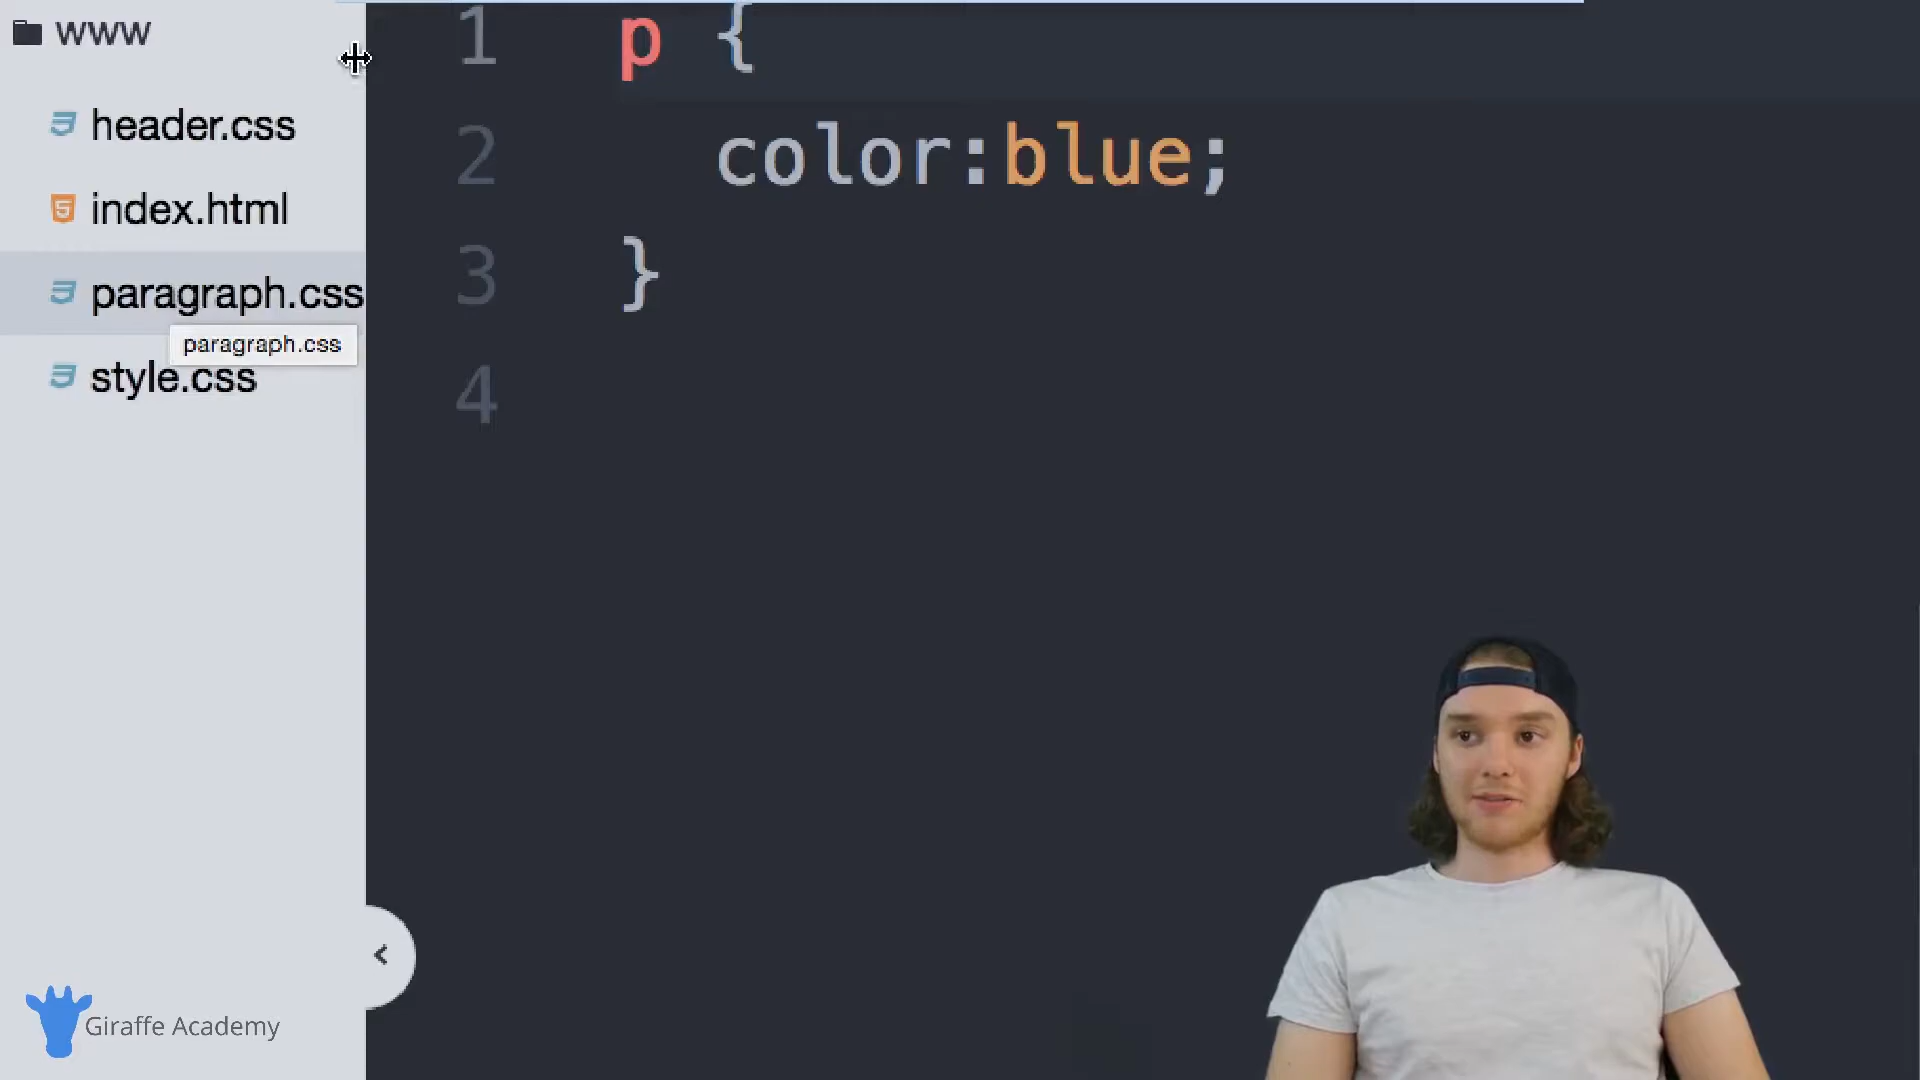 www
header.css
index.html
paragraph.css
paragraph.css
style.css
1 p {
2 color:blue;
3 }
4
Giraffe Academy